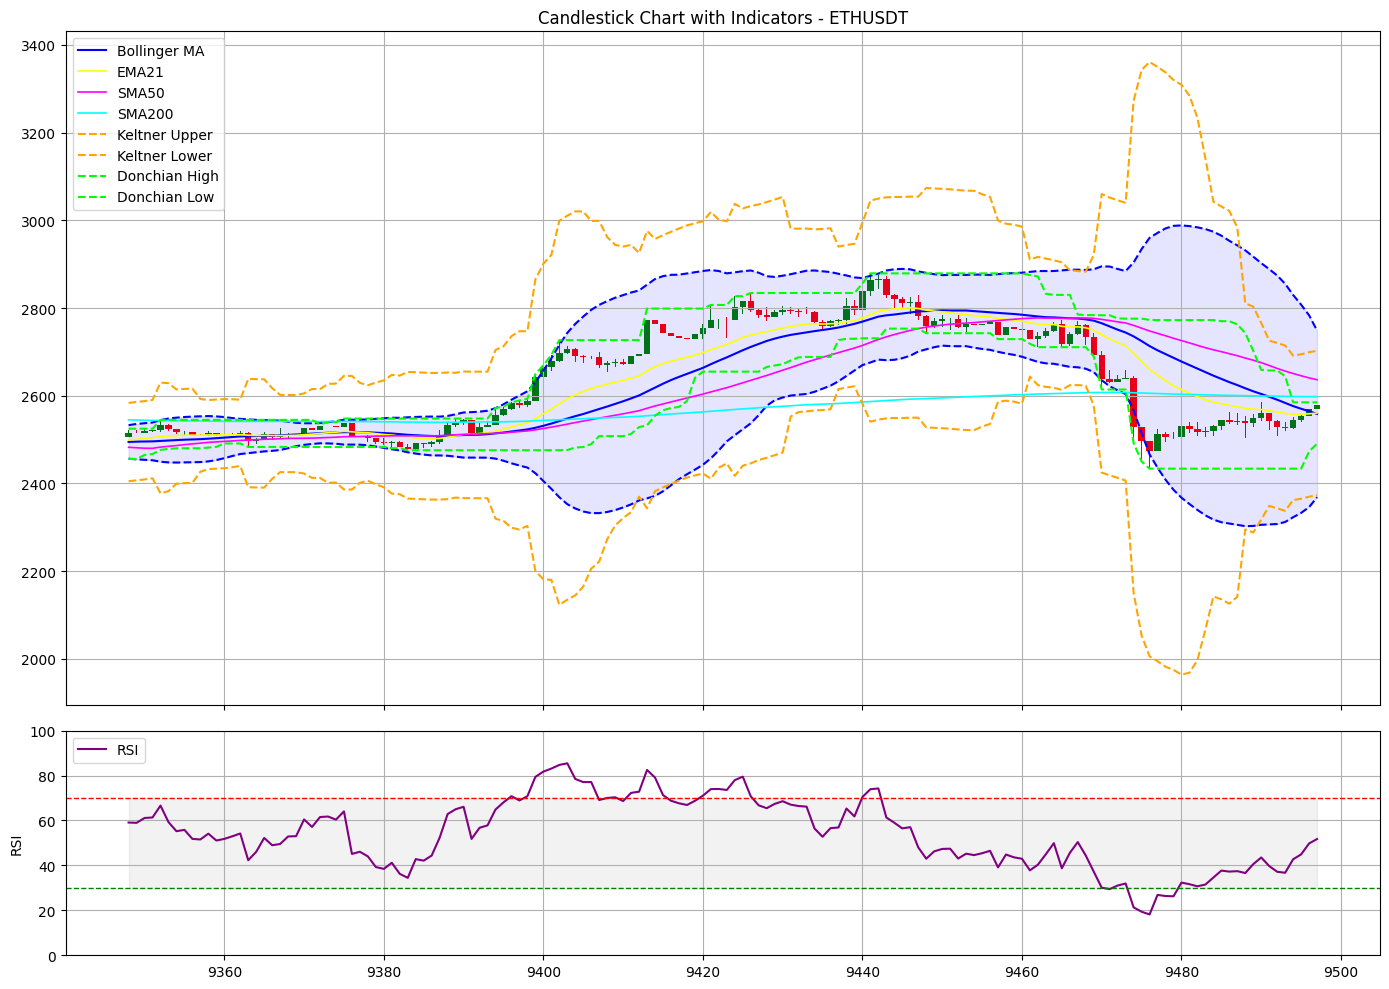 Candlestick Chart with Indicators - ETHUSDT
3400
3200
3000
2800
2600
2400
2200
2000
Bollinger MA
EMA21
SMA50
SMA200
Keltner Upper
Keltner Lower
Donchian High
Donchian Low
100
80
60
40
20
0
RSI
RSI
9360
9380
9400
9420
9440
9460
9480
9500